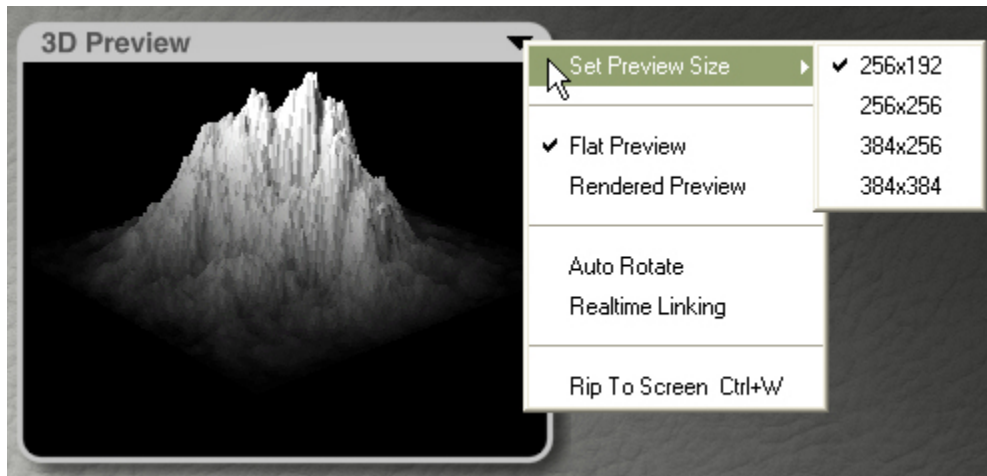 3D Preview
Set Preview Size
256x192
256x256
384x256
384x384
Flat Preview
Rendered Preview
Auto Rotate
Realtime Linking
Rip To Screen Ctrl+W